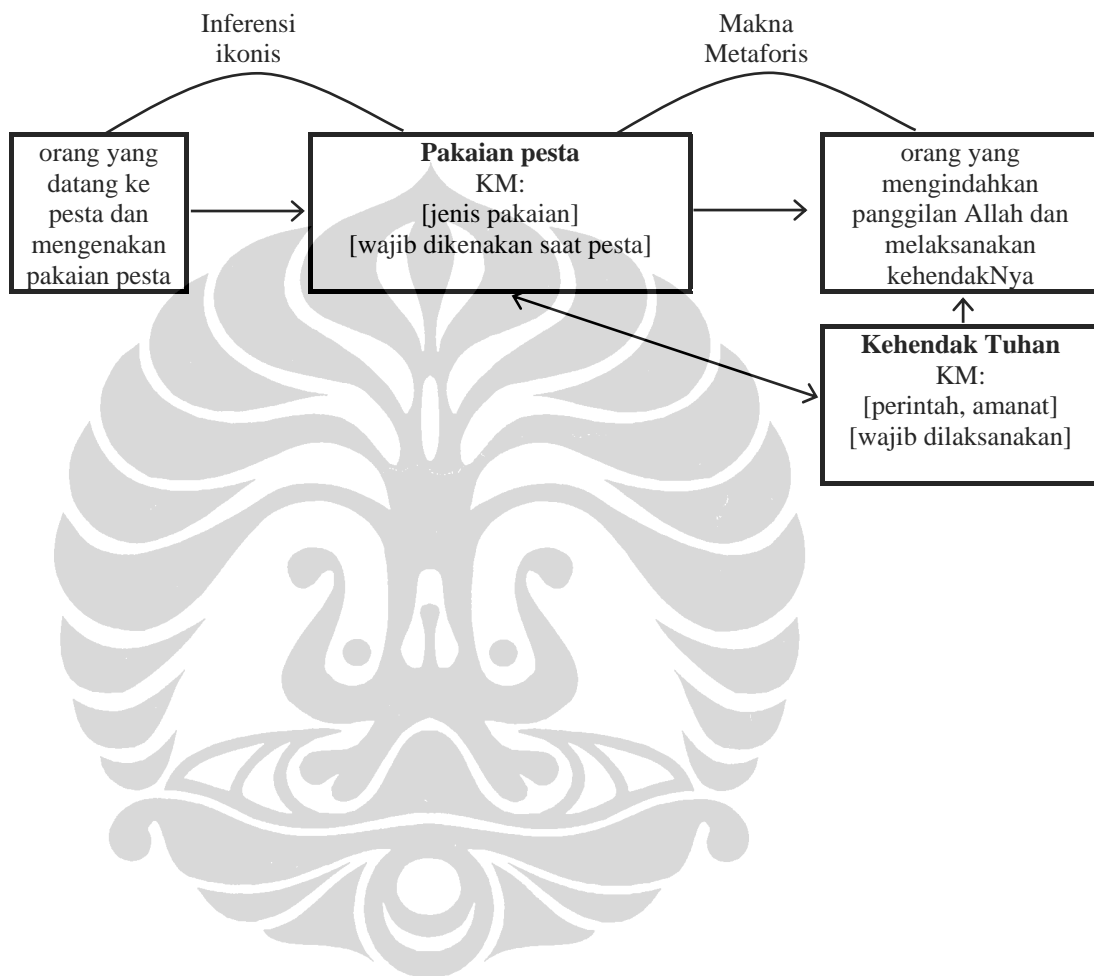 Inferensi
ikonis
Makna
Metaforis
orang yang
datang ke
pesta dan
mengenakan
pakaian pesta
Pakaian pesta
KM:
[jenis pakaian]
[wajib dikenakan saat pesta]
orang yang
mengindahkan
panggilan Allah dan
melaksanakan
kehendakNya
Kehendak Tuhan
KM:
[perintah, amanat]
[wajib dilaksanakan]